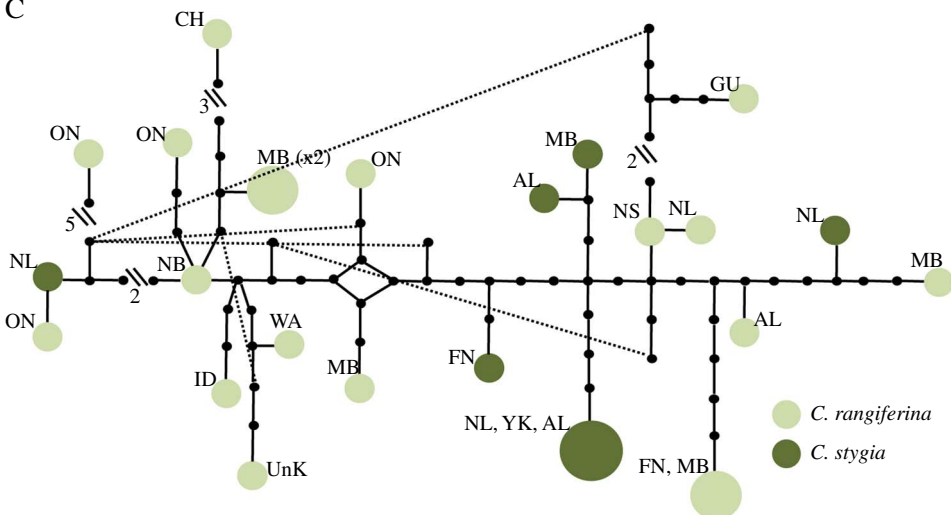 C
CH
GU
3
ON
ON
MB (x2)
ON
MB
2
AL
5
NS
NL
NL
NL
NB
MB
2
ON
WA
AL
ID
MB
FN
NL, YK, AL
C. rangiferina
C. stygia
UnK
FN, MB